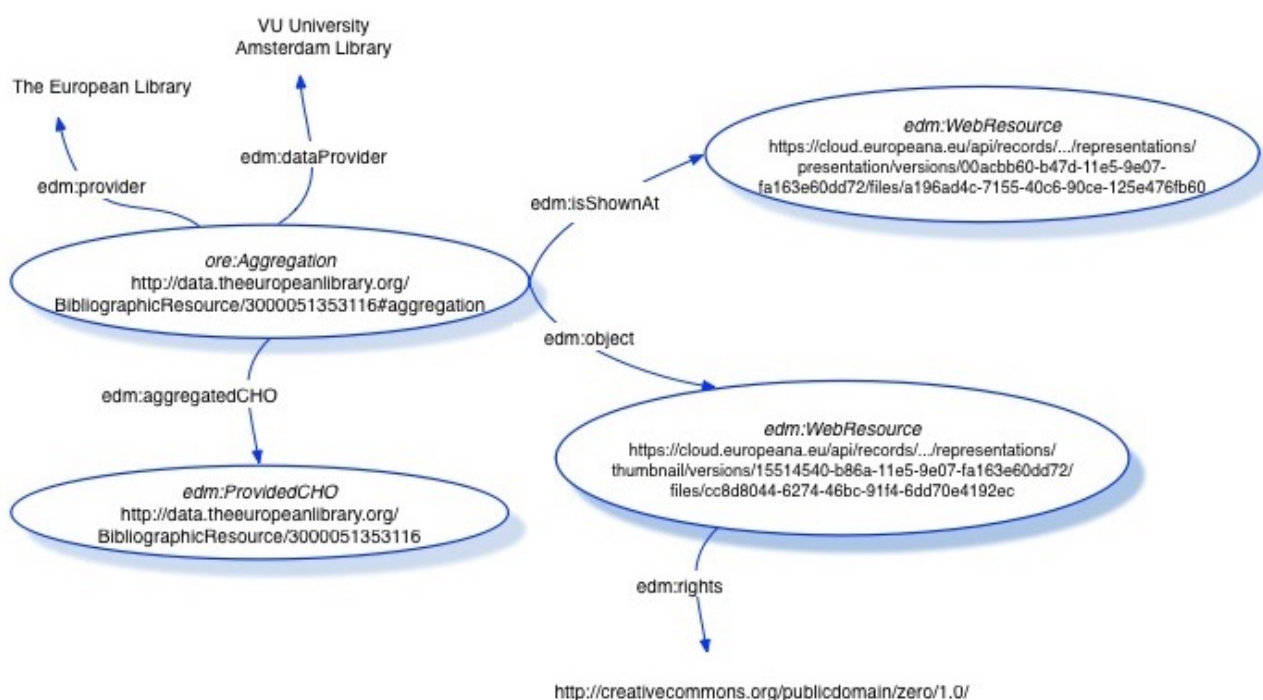 VU University
Amsterdam Library
The European Library
edm:dataProvider
edm:provider
edm:WebResource
https://cloud.europeana.eu/api/records/.../representations/
presentation/versions/00acbb60-b47d-11e5-9e07-
fa163e60dd72/files/a196ad4c-7155-40c6-90ce-125e476fb60
edm:isShownAt
ore:Aggregation
http://data.theeuropeanlibrary.org/
BibliographicResource/3000051353116#aggregation
edm:object
edm:aggregatedCHO
edm:WebResource
https://cloud.europeana.eu/api/records/.../representations/
thumbnail/versions/15514540-b86a-11e5-9e07-fa163e60dd72/
files/cc8d8044-6274-46bc-91f4-6dd70e4192ec
edm:ProvidedCHO
http://data.theeuropeanlibrary.org/
BibliographicResource/3000051353116
edm:rights
http://creativecommons.org/publicdomain/zero/1.0/